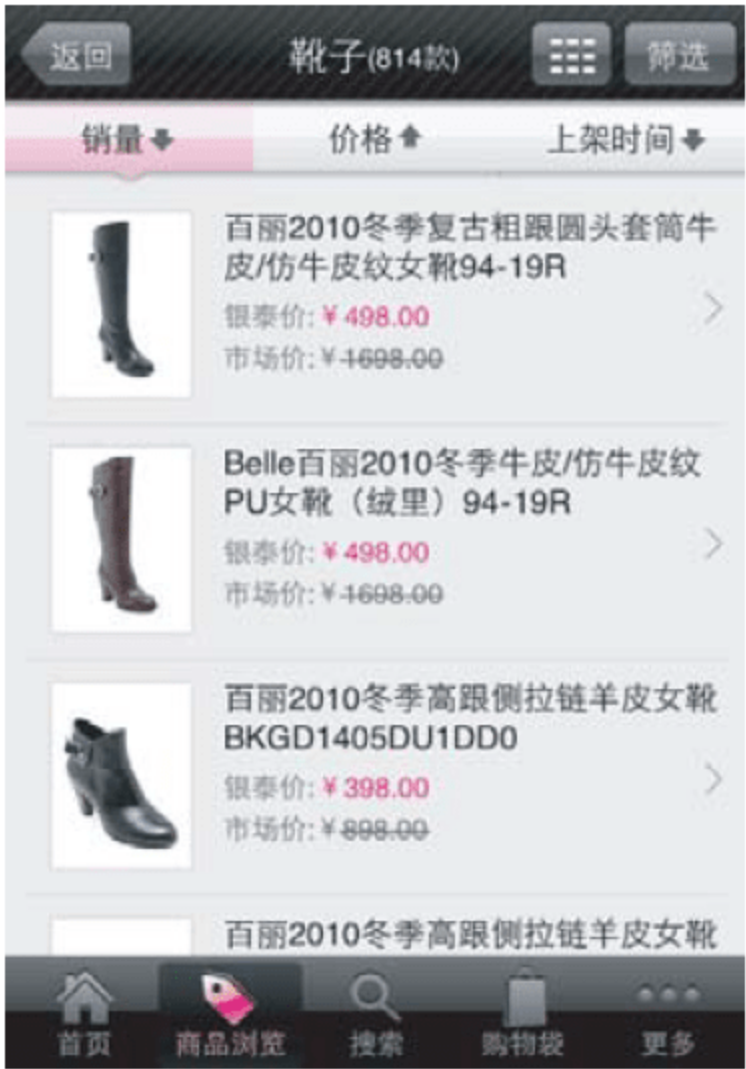 返回
靴子(814款)
筛选
销量
价格
上架时间
百丽2010冬季复古粗跟圆头套筒牛
皮/仿牛皮纹女靴94-19R
银泰价:￥498.00
市场价:￥1698.00
Belle百丽2010冬季牛皮/仿牛皮纹
PU女靴（绒里）94-19R
银泰价:￥498.00
市场价:￥1698.00
百丽2010冬季高跟侧拉链羊皮女靴
BKGD1405DU1DD0
银泰价:￥398.00
市场价:￥898.00
百丽2010冬季高跟侧拉链羊皮女靴
首页
商品浏览
搜索
购物袋
更多